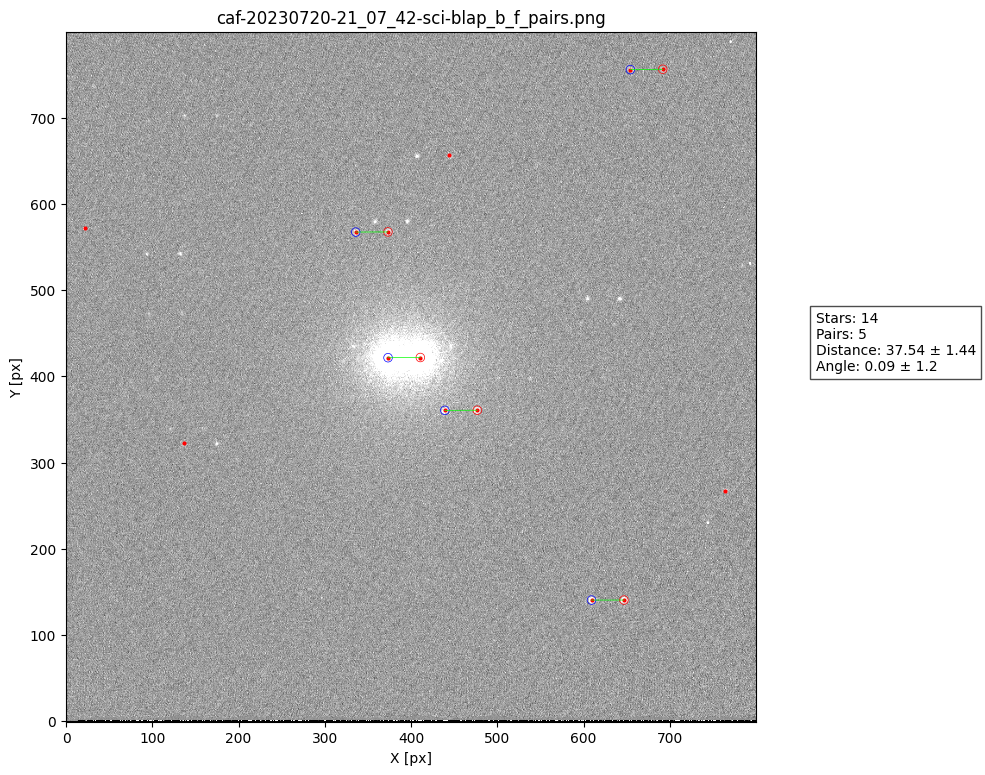 caf-20230720-21_07_42-sci-blap_b_f_pairs.png
700
600
500
400
300
200
100
0
Y [px]
0 100 200 300 400 500 600 700
X [px]
Stars: 14
Pairs: 5
Distance: 37.54 ± 1.44
Angle: 0.09 ± 1.2